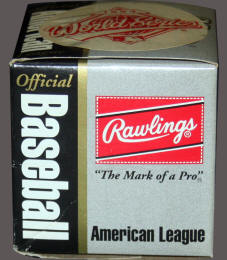 World Series
Official
Baseball
Rawlings®
"The Mark of a Pro"®
American League